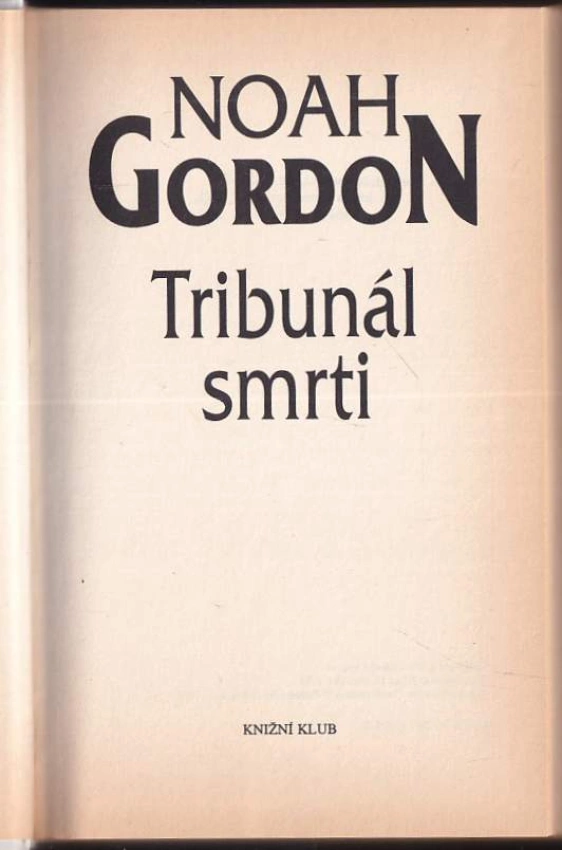 NOAH
GORDON
Tribunál
smrti
KNIŽNÍ KLUB